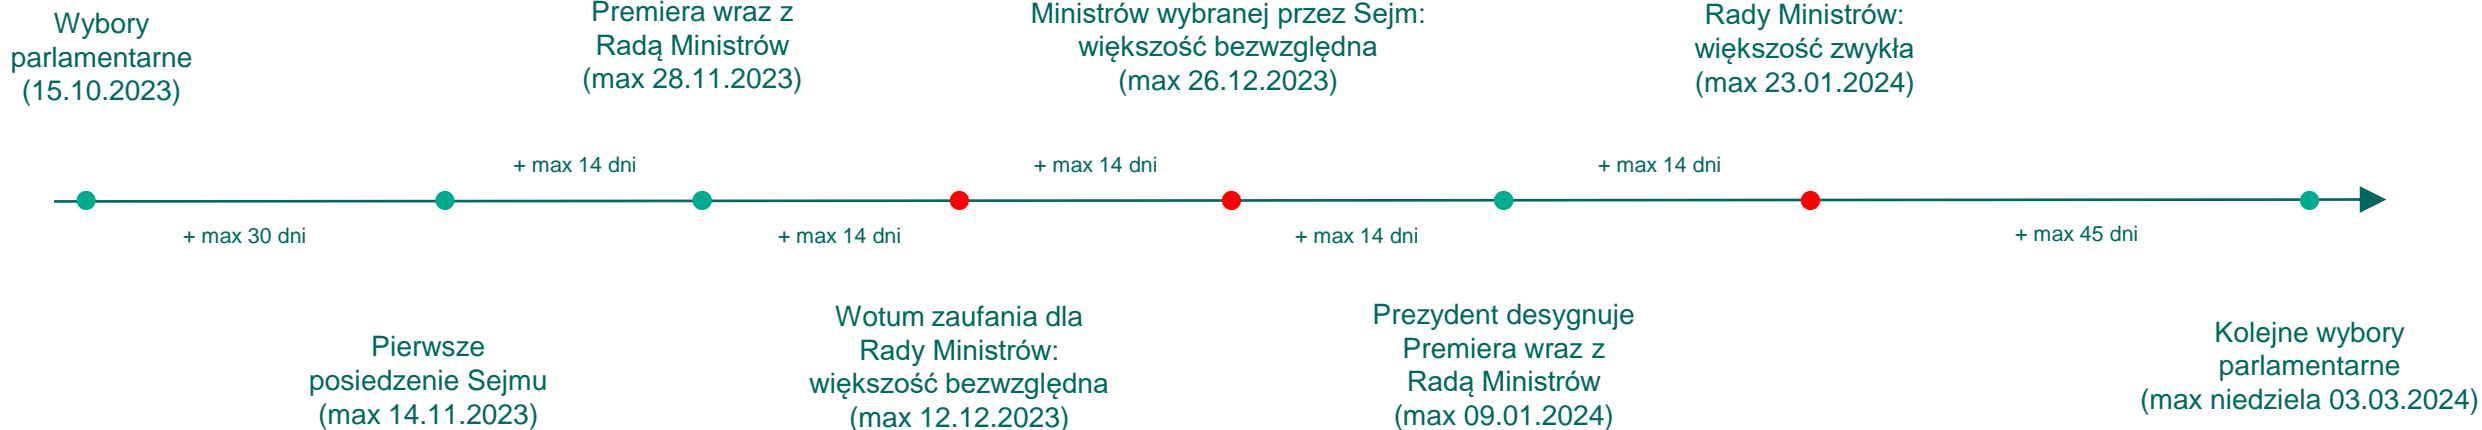 Wybory
parlamentarne
(15.10.2023)
Premiera wraz z
Radą Ministrów
(max 28.11.2023)
Ministrów wybranej przez Sejm:
większość bezwzględna
(max 26.12.2023)
Rady Ministrów:
większość zwykła
(max 23.01.2024)
+ max 14 dni
+ max 14 dni
+ max 14 dni
+ max 30 dni
+ max 14 dni
+ max 14 dni
+ max 45 dni
Pierwsze
posiedzenie Sejmu
(max 14.11.2023)
Wotum zaufania dla
Rady Ministrów:
większość bezwzględna
(max 12.12.2023)
Prezydent desygnuje
Premiera wraz z
Radą Ministrów
(max 09.01.2024)
Kolejne wybory
parlamentarne
(max niedziela 03.03.2024)